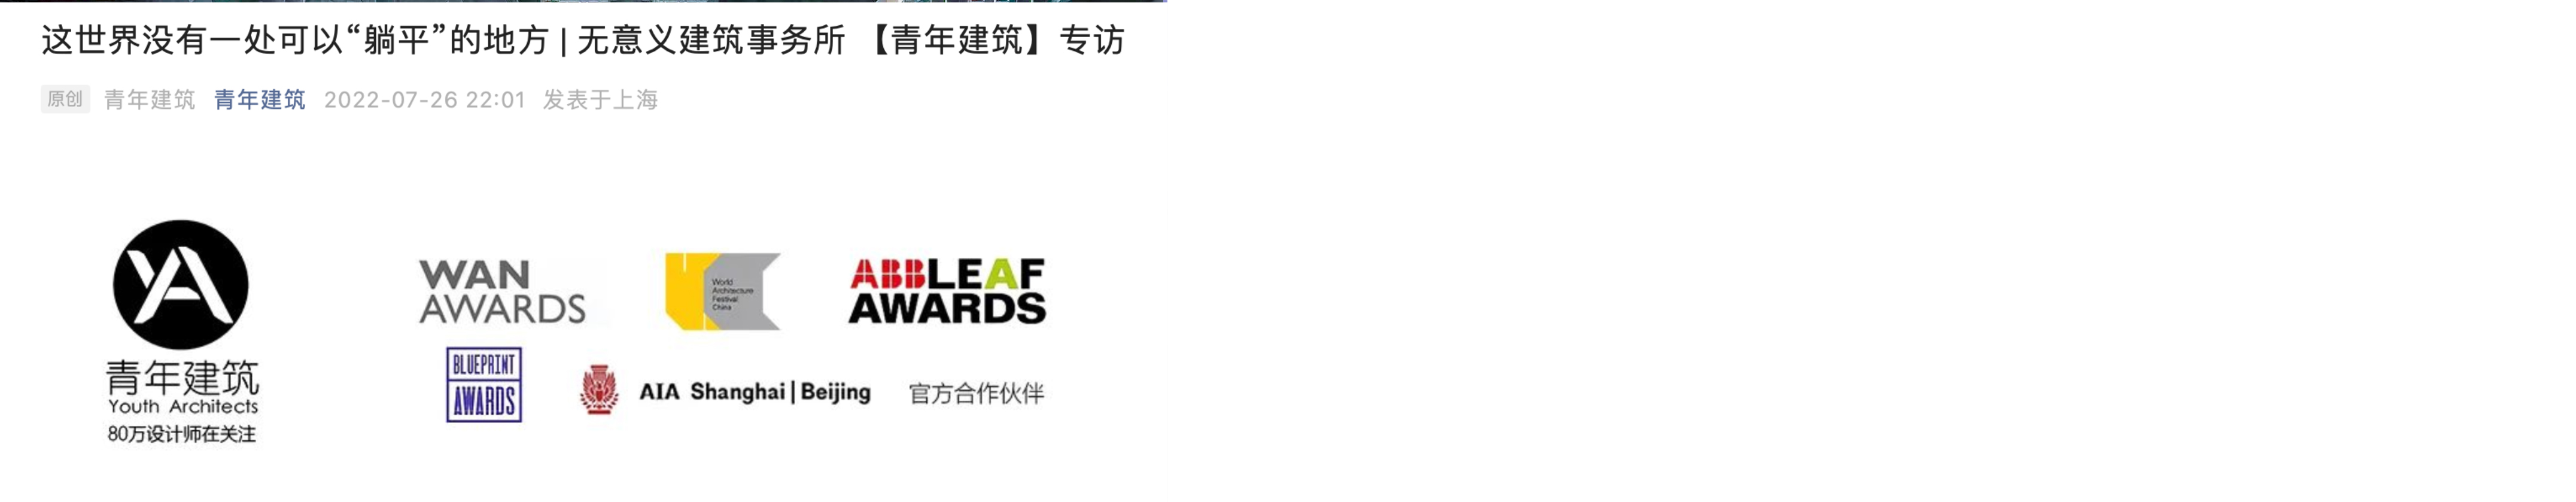 这世界没有一处可以“躺平”的地方 | 无意义建筑事务所 【青年建筑】专访
原创 青年建筑 青年建筑 2022-07-26 22:01 发表于上海
YA
青年建筑
Youth Architects
80万设计师在关注
WAN
AWARDS
World
Architecture
Festival
China
ABBLEAF
AWARDS
BLUEPRINT
AWARDS
AIA Shanghai | Beijing
官方合作伙伴